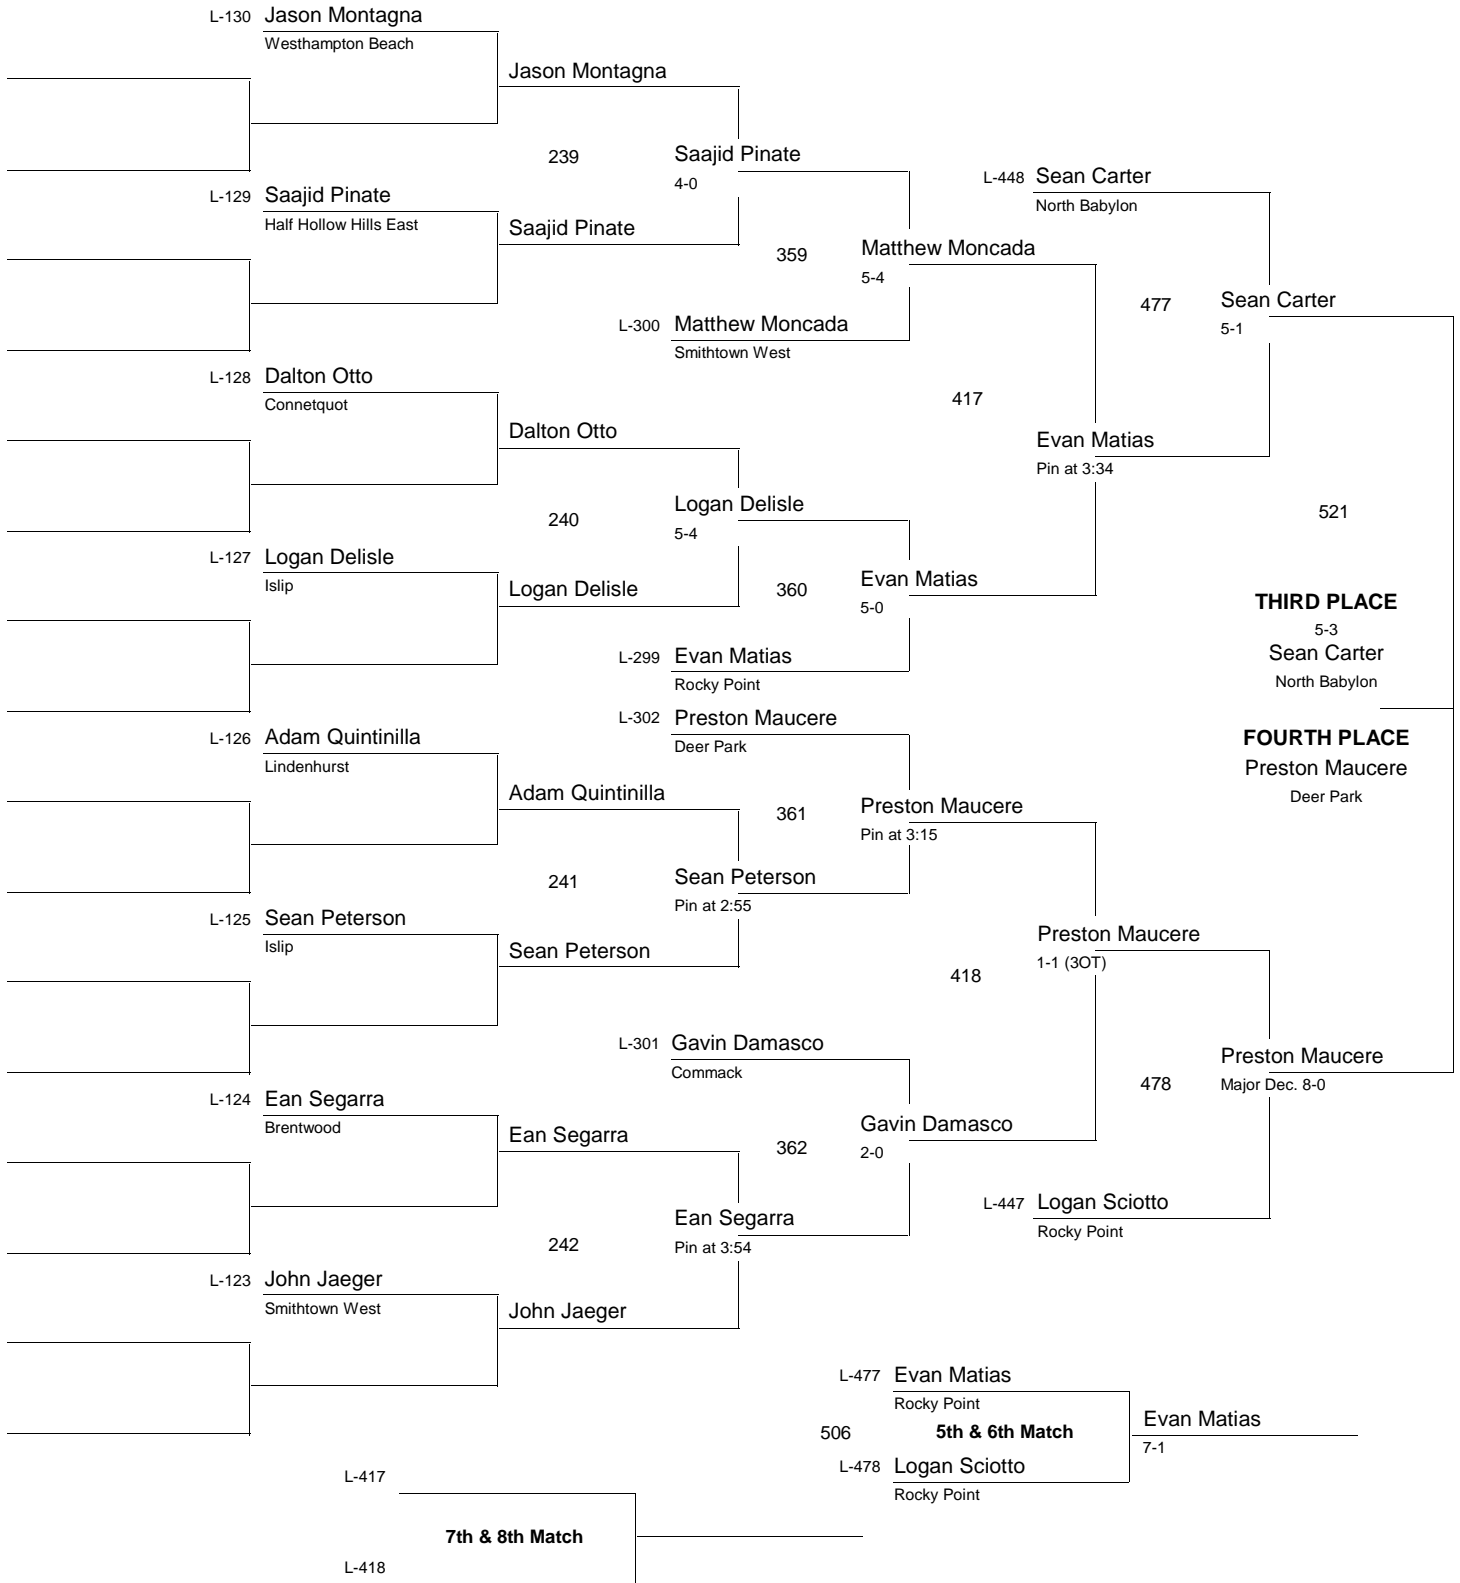 L-130 Jason Montagna
Westhampton Beach
Jason Montagna
239
Saajid Pinate
4-0
L-129 Saajid Pinate
Half Hollow Hills East
Saajid Pinate
359
Matthew Moncada
5-4
L-300 Matthew Moncada
Smithtown West
L-448 Sean Carter
North Babylon
477
Sean Carter
5-1
L-128 Dalton Otto
Connetquot
Dalton Otto
417
Evan Matias
Pin at 3:34
240
Logan Delisle
5-4
L-127 Logan Delisle
Islip
Logan Delisle
360
Evan Matias
5-0
L-299 Evan Matias
Rocky Point
521
THIRD PLACE
5-3
Sean Carter
North Babylon
FOURTH PLACE
Preston Maucere
Deer Park
L-302 Preston Maucere
Deer Park
L-126 Adam Quintinilla
Lindenhurst
Adam Quintinilla
361
Preston Maucere
Pin at 3:15
241
Sean Peterson
Pin at 2:55
L-125 Sean Peterson
Islip
Sean Peterson
418
Preston Maucere
1-1 (3OT)
L-301 Gavin Damasco
Commack
478
Preston Maucere
Major Dec. 8-0
L-124 Ean Segarra
Brentwood
Ean Segarra
362
Gavin Damasco
2-0
L-447 Logan Sciotto
Rocky Point
242
Ean Segarra
Pin at 3:54
L-123 John Jaeger
Smithtown West
John Jaeger
L-477 Evan Matias
Rocky Point
506
5th & 6th Match
Evan Matias
7-1
L-478 Logan Sciotto
Rocky Point
L-417
7th & 8th Match
L-418